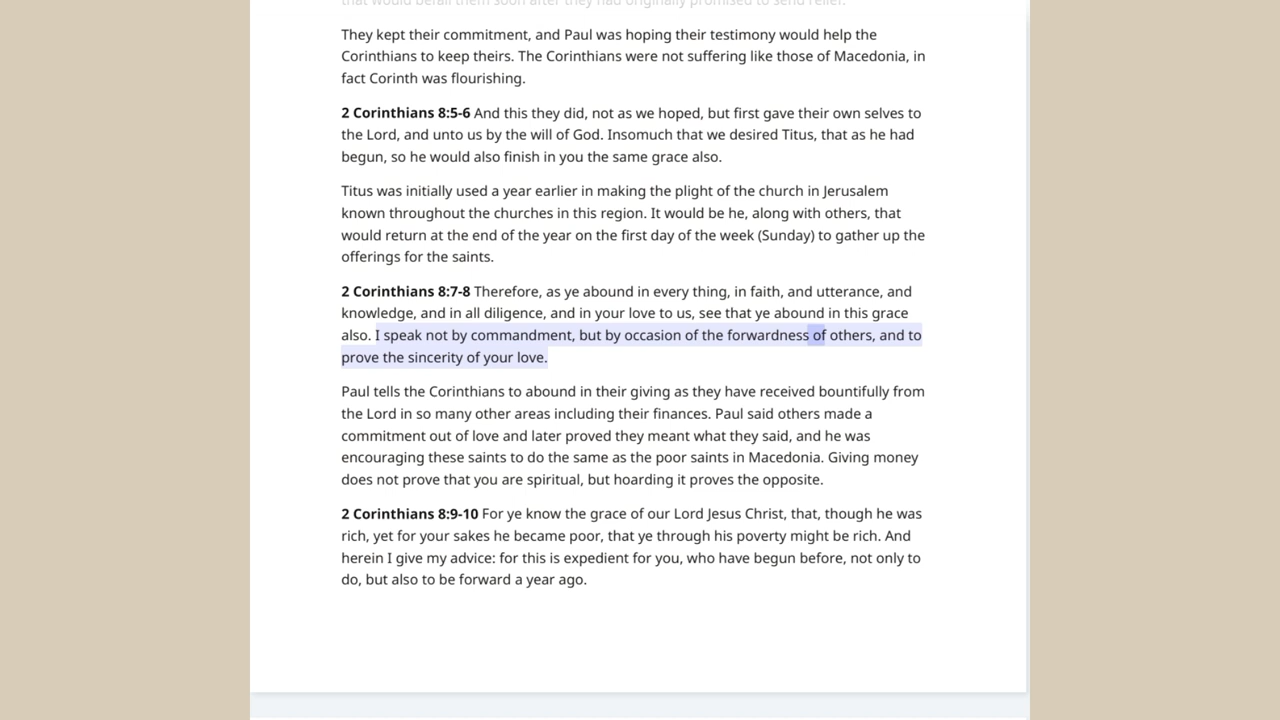 that would befall them soon after they had originally promised to send relief.
They kept their commitment, and Paul was hoping their testimony would help the
Corinthians to keep theirs. The Corinthians were not suffering like those of Macedonia, in
fact Corinth was flourishing.
2 Corinthians 8:5-6 And this they did, not as we hoped, but first gave their own selves to
the Lord, and unto us by the will of God. Insomuch that we desired Titus, that as he had
begun, so he would also finish in you the same grace also.
Titus was initially used a year earlier in making the plight of the church in Jerusalem
known throughout the churches in this region. It would be he, along with others, that
would return at the end of the year on the first day of the week (Sunday) to gather up the
offerings for the saints.
2 Corinthians 8:7-8 Therefore, as ye abound in every thing, in faith, and utterance, and
knowledge, and in all diligence, and in your love to us, see that ye abound in this grace
also. I speak not by commandment, but by occasion of the forwardness of others, and to
prove the sincerity of your love.
Paul tells the Corinthians to abound in their giving as they have received bountifully from
the Lord in so many other areas including their finances. Paul said others made a
commitment out of love and later proved they meant what they said, and he was
encouraging these saints to do the same as the poor saints in Macedonia. Giving money
does not prove that you are spiritual, but hoarding it proves the opposite.
2 Corinthians 8:9-10 For ye know the grace of our Lord Jesus Christ, that, though he was
rich, yet for your sakes he became poor, that ye through his poverty might be rich. And
herein I give my advice: for this is expedient for you, who have begun before, not only to
do, but also to be forward a year ago.